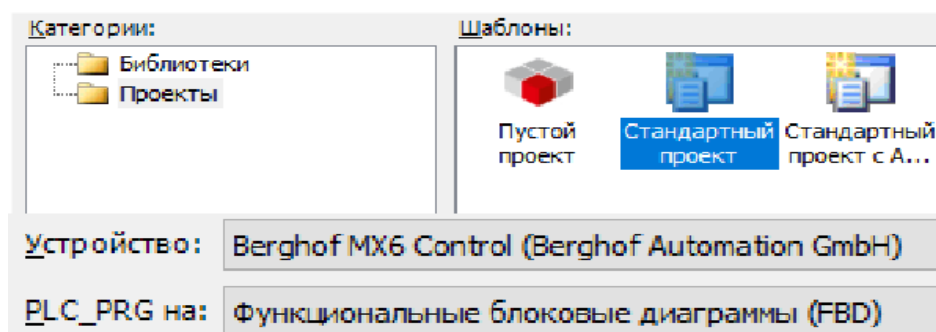 Категории:
Шаблоны:
Библиотеки
Проекты
Пустой
проект
Стандартный
проект
Стандартный
проект с А...
Устройство:
Berghof MX6 Control (Berghof Automation GmbH)
PLC_PRG на:
Функциональные блоковые диаграммы (FBD)